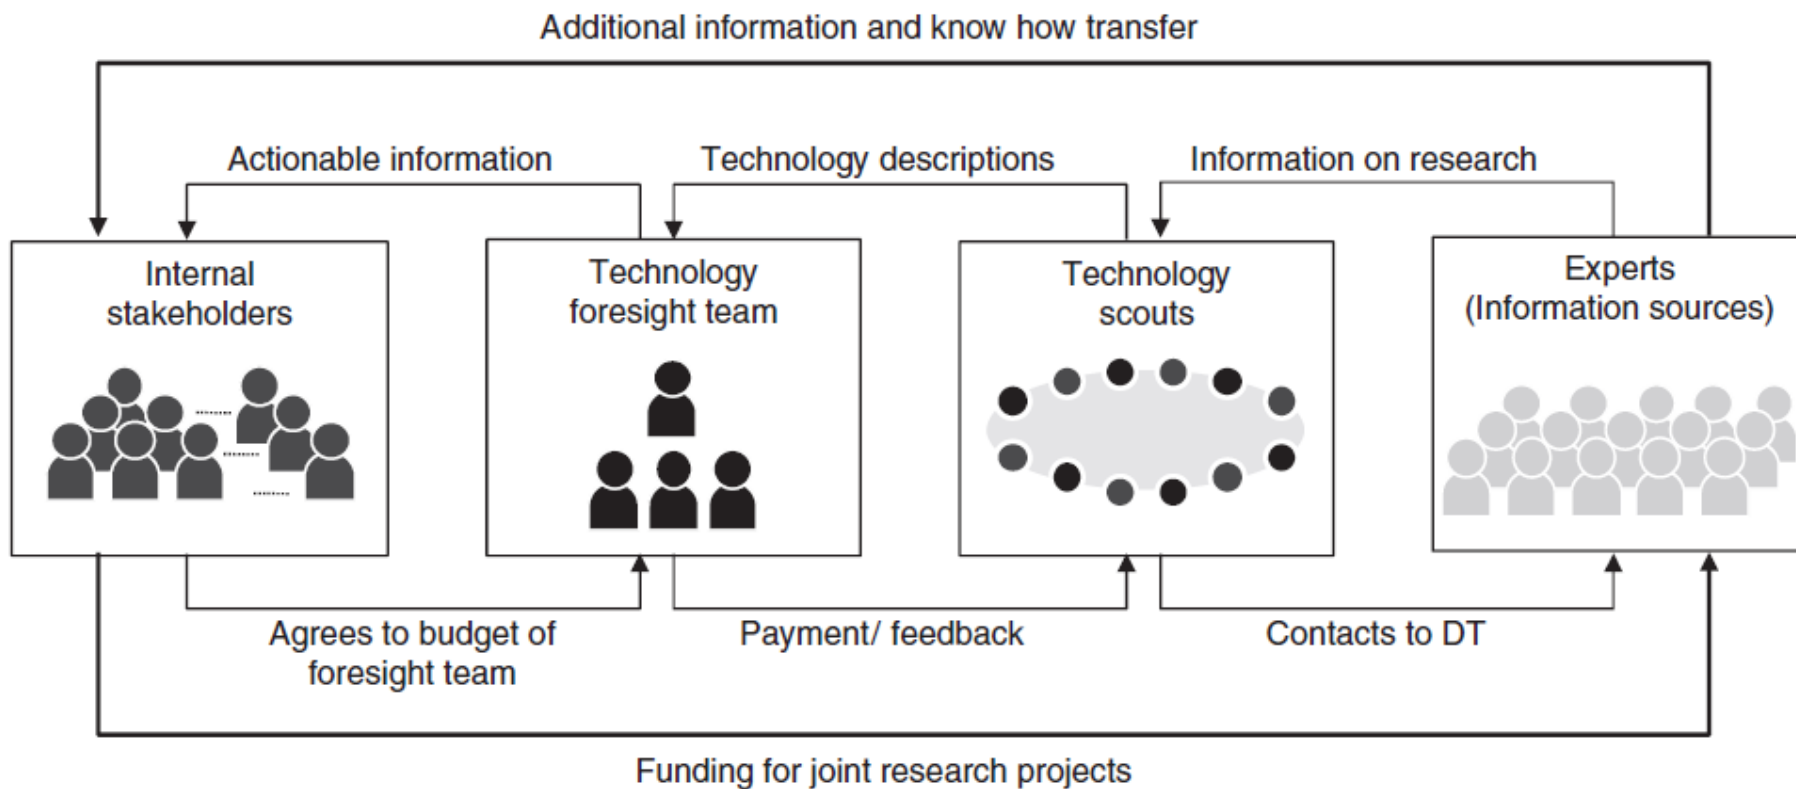 Additional information and know how transfer
Actionable information
Technology descriptions
Information on research
Internal
stakeholders
Technology
foresight team
Technology
scouts
Experts
(Information sources)
Agrees to budget of
foresight team
Payment/ feedback
Contacts to DT
Funding for joint research projects